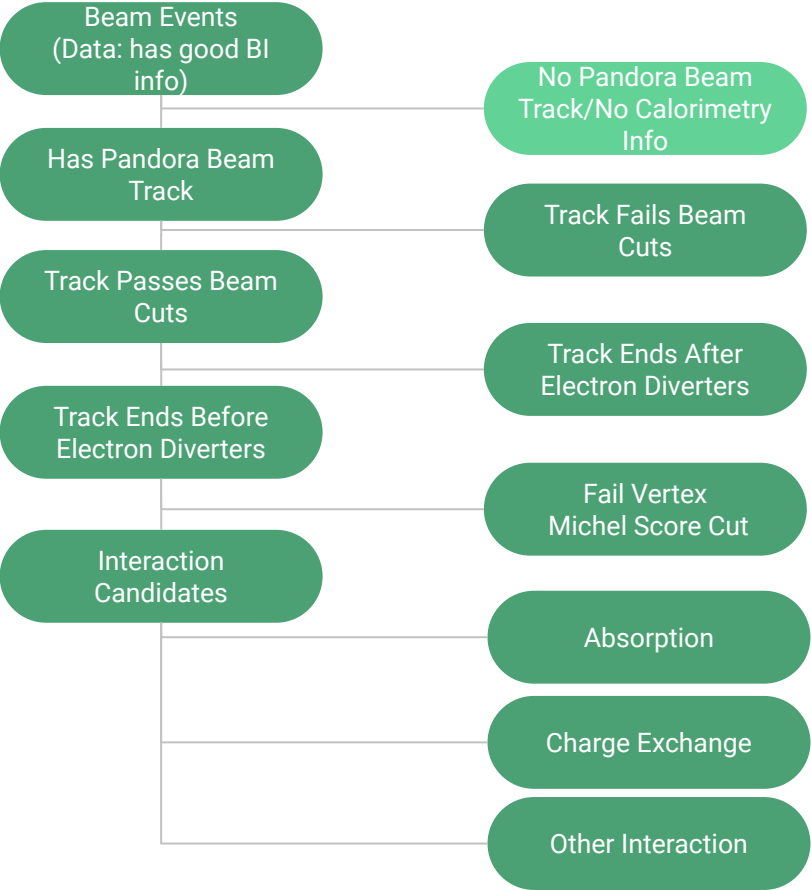 Beam Events
(Data: has good BI
info)
No Pandora Beam
Track/No Calorimetry
Info
Has Pandora Beam
Track
Track Fails Beam
Cuts
Track Passes Beam
Cuts
Track Ends After
Electron Diverters
Track Ends Before
Electron Diverters
Fail Vertex
Michel Score Cut
Interaction
Candidates
Absorption
Charge Exchange
Other Interaction